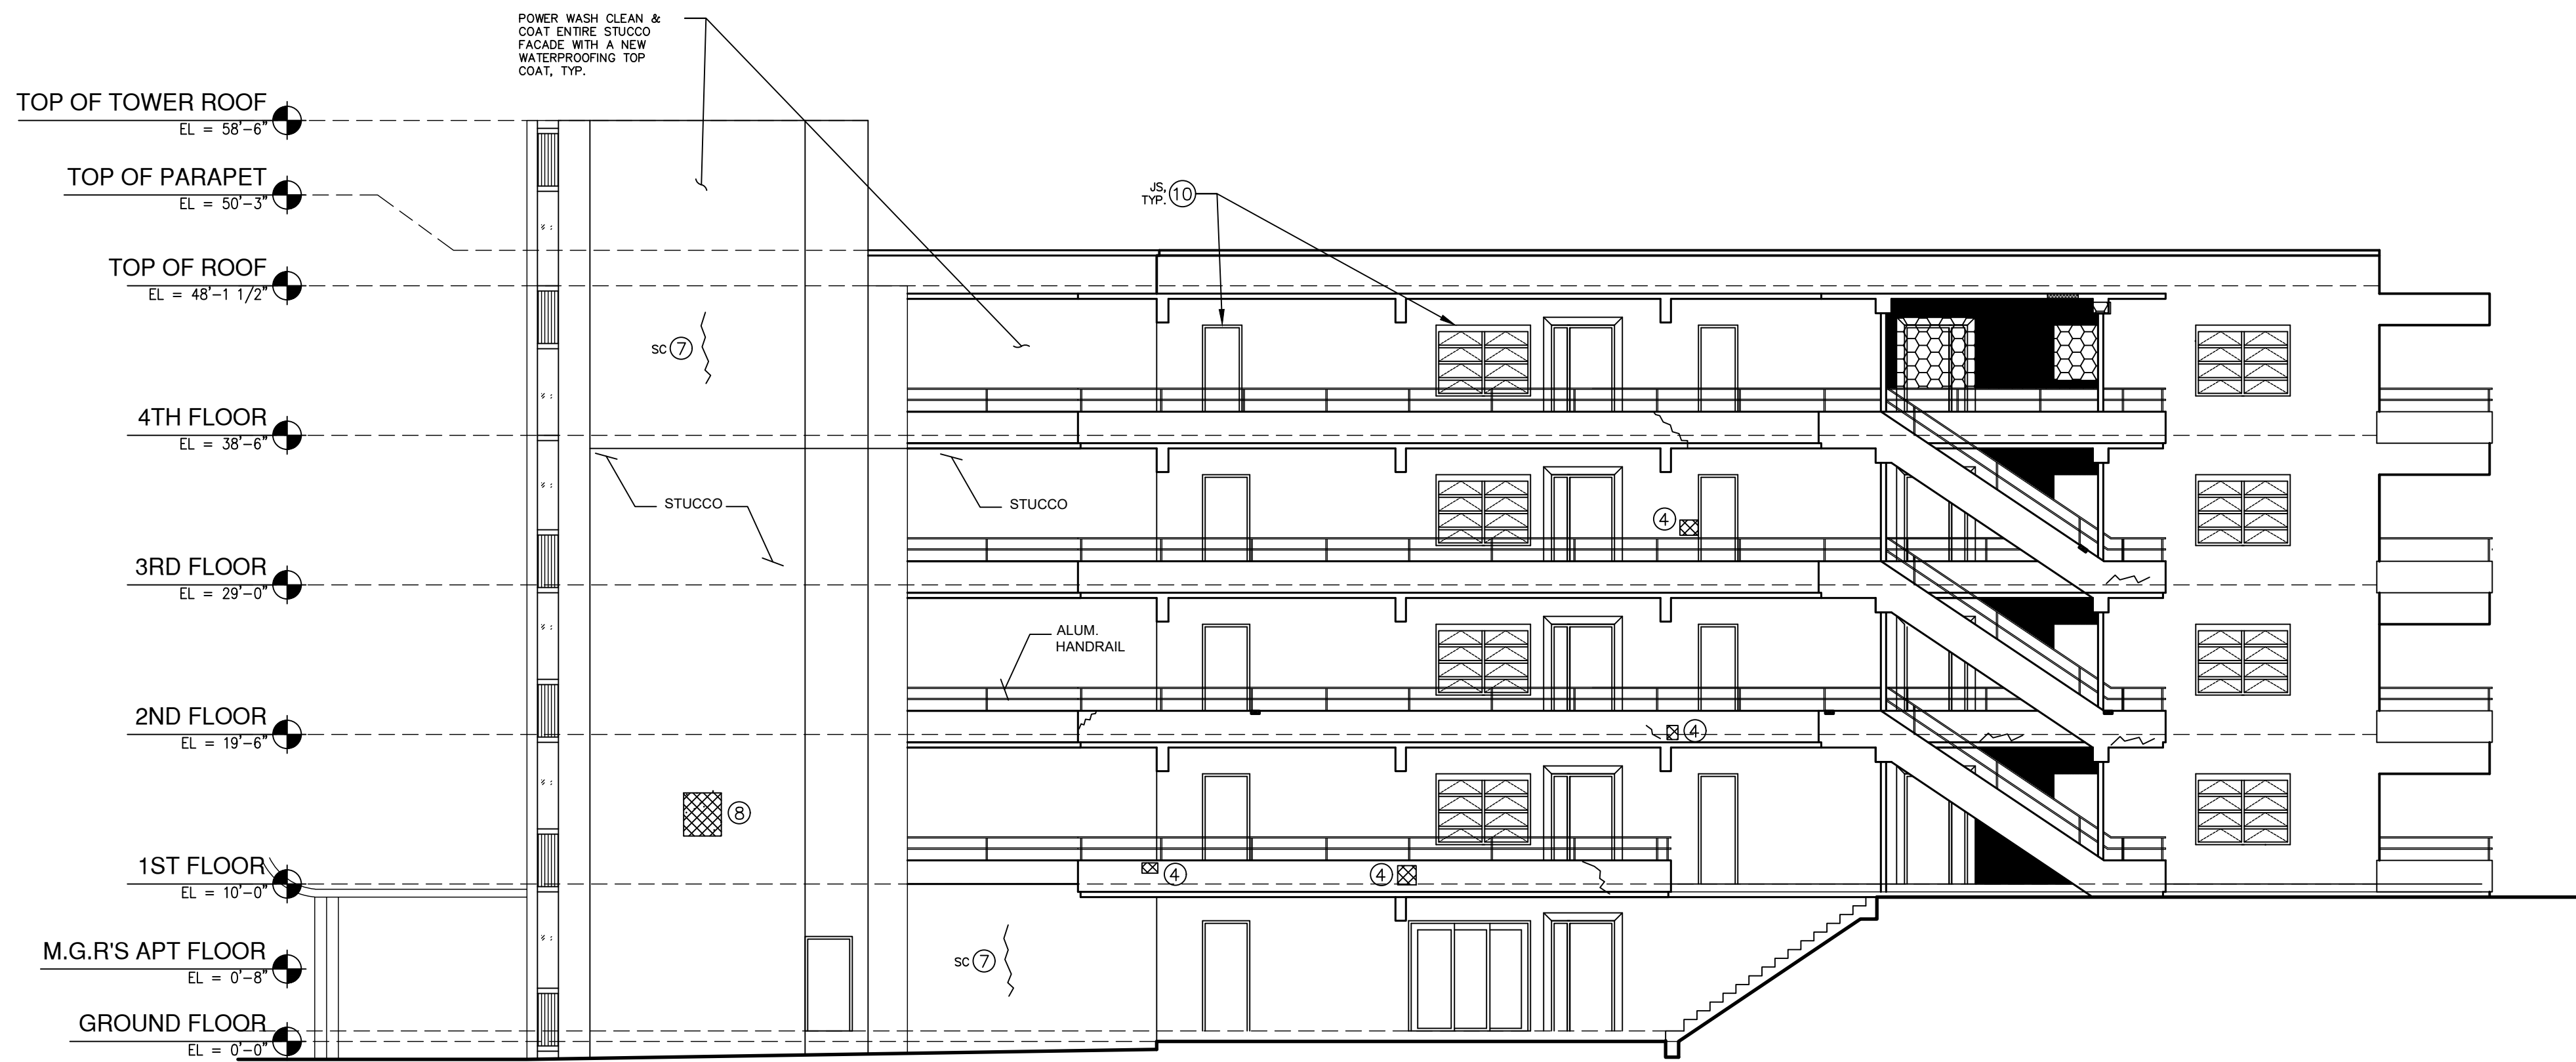 POWER WASH CLEAN &
COAT ENTIRE STUCCO
FACADE WITH A NEW
WATERPROOFING TOP
COAT, TYP.
TOP OF TOWER ROOF
EL = 58'-6"
TOP OF PARAPET
EL = 50'-3"
JS,
TYP. 10
TOP OF ROOF
EL = 48'-1 1/2"
SC 7
4TH FLOOR
EL = 38'-6"
STUCCO
STUCCO
4
3RD FLOOR
EL = 29'-0"
ALUM.
HANDRAIL
2ND FLOOR
EL = 19'-6"
4
8
1ST FLOOR
EL = 10'-0"
4
4
M.G.R'S APT FLOOR
EL = 0'-8"
SC 7
GROUND FLOOR
EL = 0'-0"